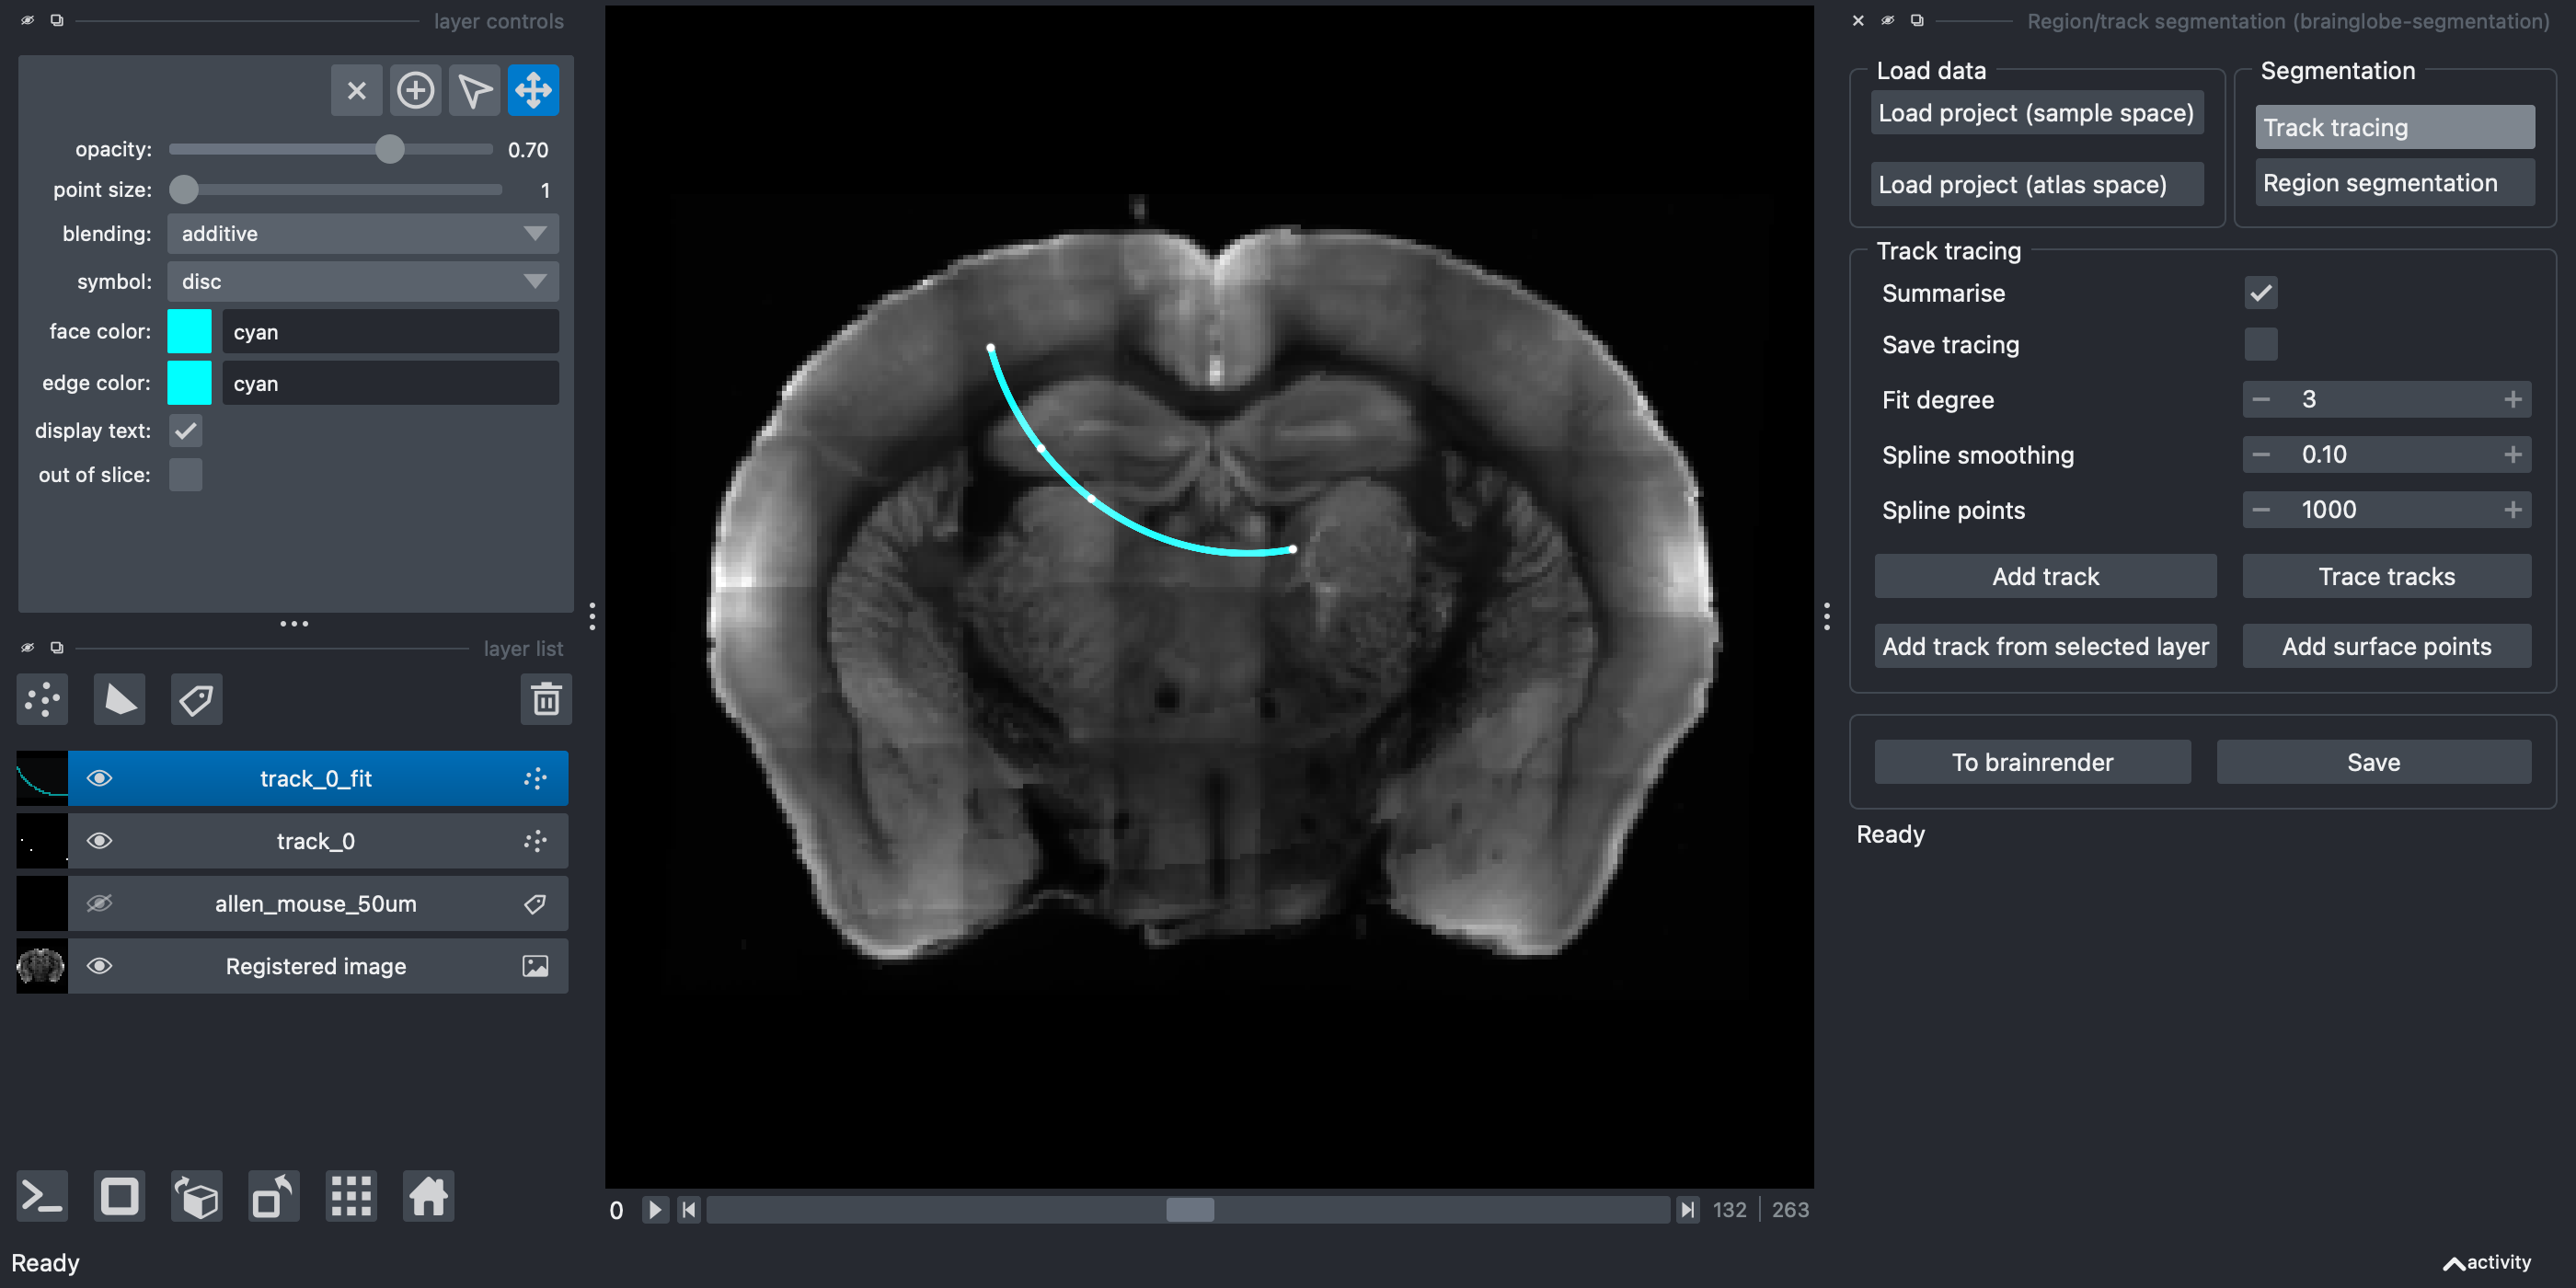 layer controls
opacity: 0.70
point size: 1
blending: additive
symbol: disc
face color: cyan
edge color: cyan
display text:
out of slice:
layer list
track_0_fit
track_0
allen_mouse_50um
Registered image
Ready
0 132 263
Region/track segmentation (brainglobe-segmentation)
Load data
Load project (sample space)
Load project (atlas space)
Segmentation
Track tracing
Region segmentation
Track tracing
Summarise
Save tracing
Fit degree 3
Spline smoothing 0.10
Spline points 1000
Add track Trace tracks
Add track from selected layer Add surface points
To brainrender Save
Ready
activity